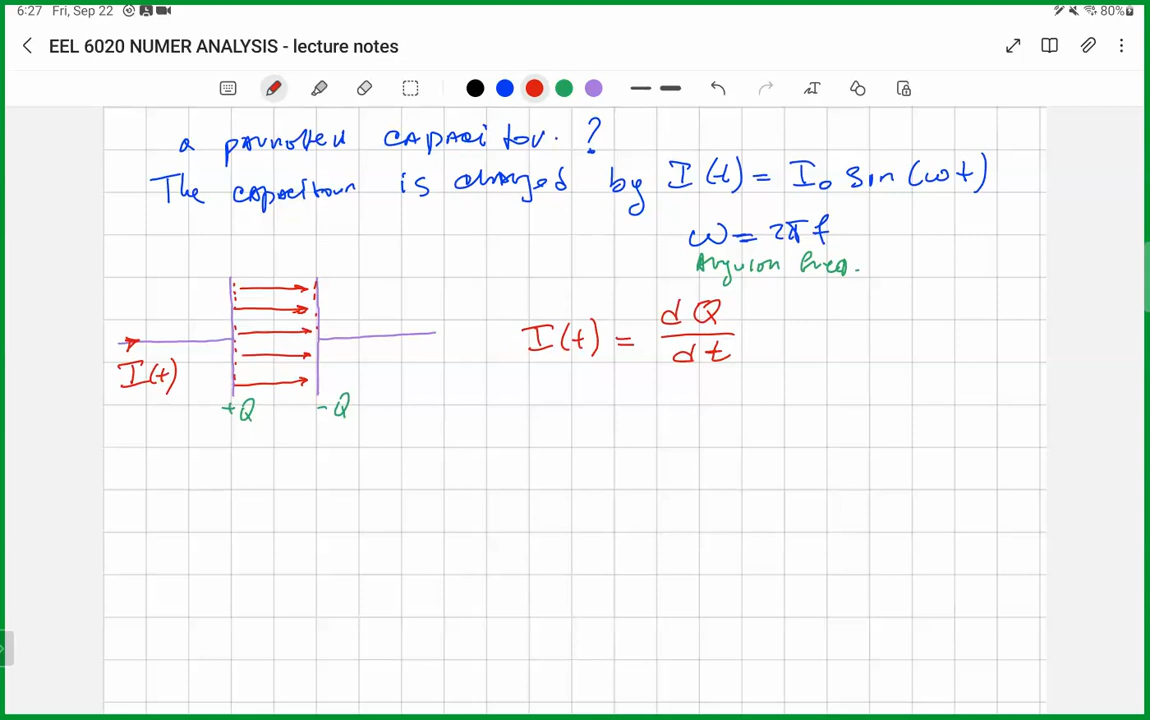 6:27 Fri, Sep 22
80%
EEL 6020 NUMER ANALYSIS - lecture notes
a parallel capacitor. ?
The capacitor is charged by I(t) = I₀ sin(ωt)
ω = 2πf
Angular freq.
I(t) = dQ/dt
I(t)
+Q -Q